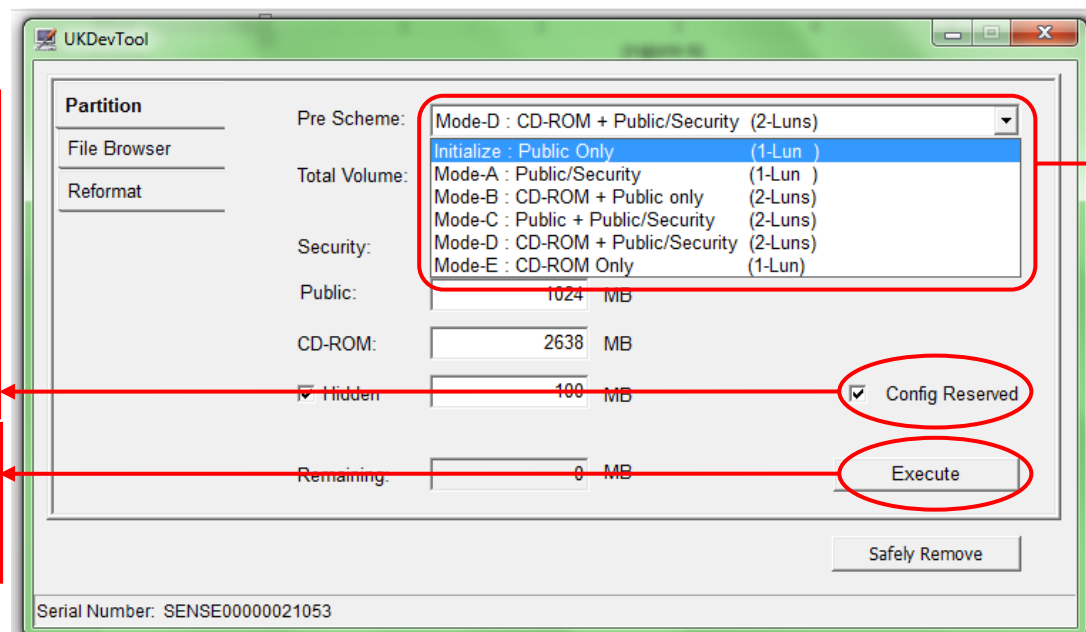 UKDevTool
Partition
File Browser
Reformat
Pre Scheme:
Mode-D : CD-ROM + Public/Security (2-Luns)
Initialize : Public Only (1-Lun )
Mode-A : Public/Security (1-Lun )
Mode-B : CD-ROM + Public only (2-Luns)
Mode-C : Public + Public/Security (2-Luns)
Mode-D : CD-ROM + Public/Security (2-Luns)
Mode-E : CD-ROM Only (1-Lun)
Total Volume:
Security:
Public: 1024 MB
CD-ROM: 2638 MB
Hidden 100 MB
Config Reserved
Remaining: 0 MB
Execute
Safely Remove
Serial Number: SENSE00000021053